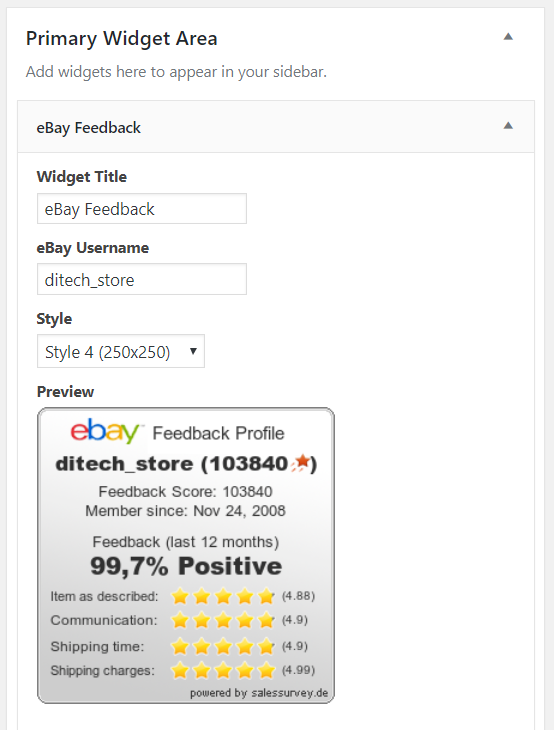 Primary Widget Area
Add widgets here to appear in your sidebar.
eBay Feedback
Widget Title
eBay Feedback
eBay Username
ditech_store
Style
Style 4 (250x250)
Preview
ebay™ Feedback Profile
ditech_store (103840)
Feedback Score: 103840
Member since: Nov 24, 2008
Feedback (last 12 months)
99,7% Positive
Item as described: (4.88)
Communication: (4.9)
Shipping time: (4.9)
Shipping charges: (4.99)
powered by salessurvey.de